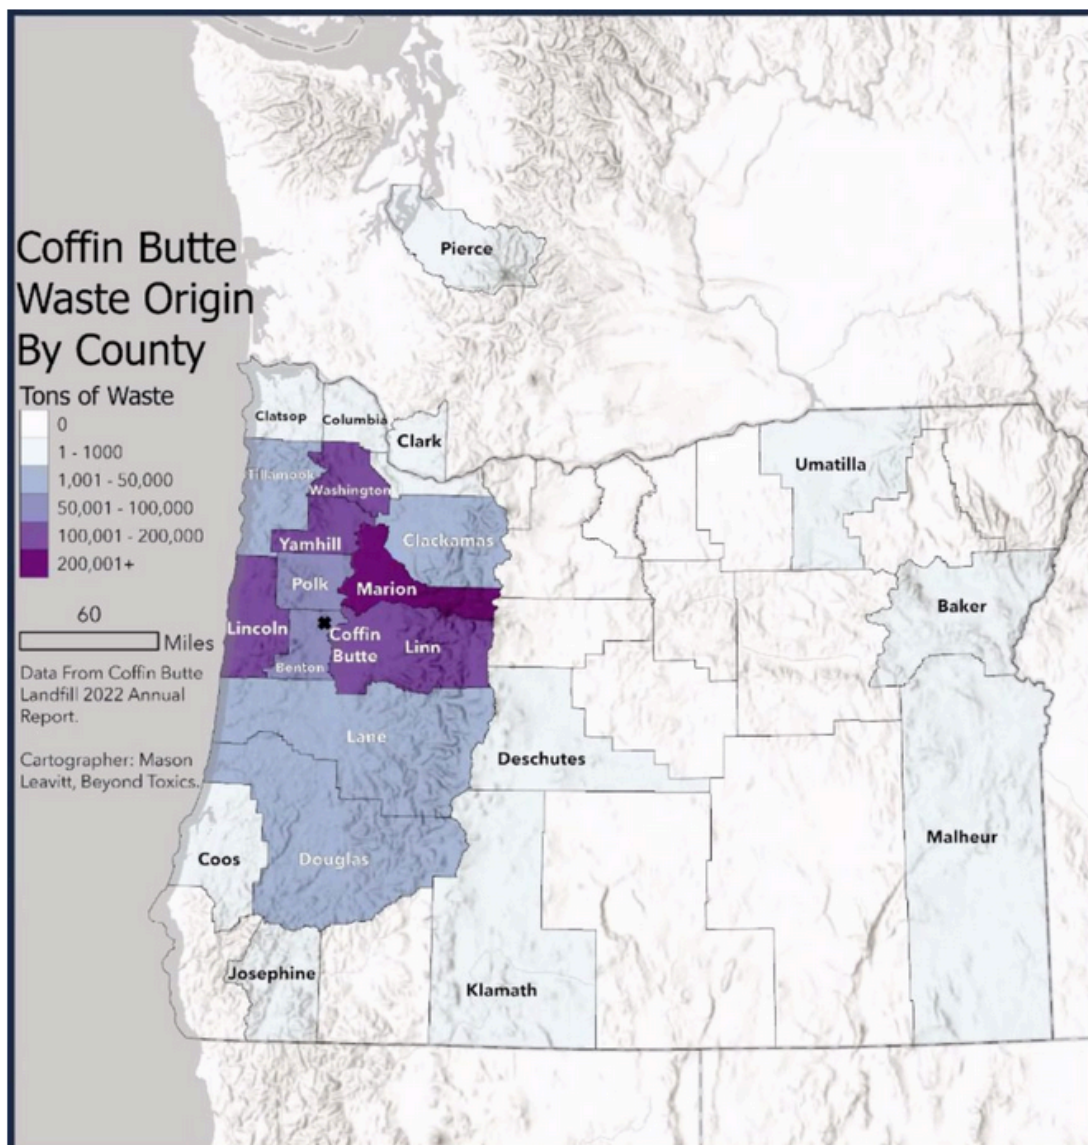 Coffin Butte
Waste Origin
By County
Tons of Waste
0
1 - 1000
1,001 - 50,000
50,001 - 100,000
100,001 - 200,000
200,001+
60
Miles
Data From Coffin Butte
Landfill 2022 Annual
Report.
Cartographer: Mason
Leavitt, Beyond Toxics.
Pierce
Clatsop
Columbia
Clark
Tillamook
Washington
Umatilla
Yamhill
Clackamas
Polk
Marion
Baker
Lincoln
Coffin
Butte
Linn
Benton
Lane
Deschutes
Malheur
Coos
Douglas
Josephine
Klamath